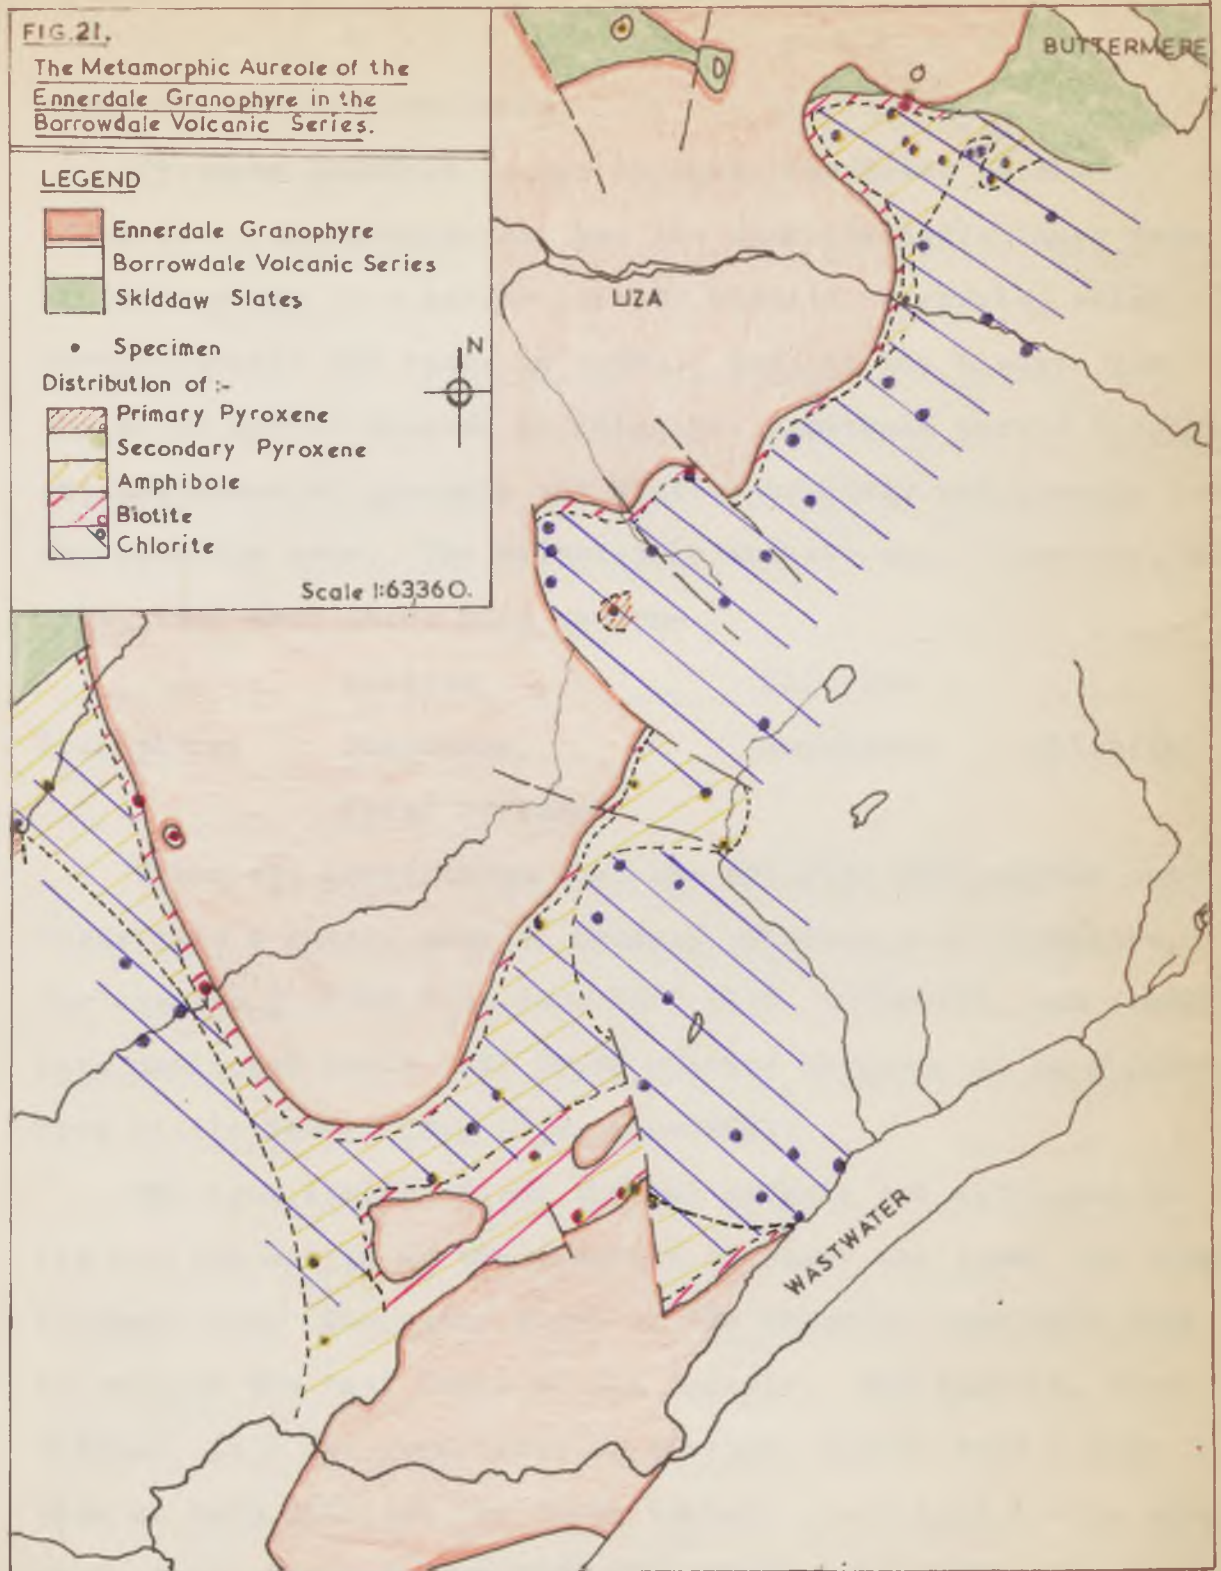 FIG.21.
The Metamorphic Aureole of the
Ennerdale Granophyre in the
Borrowdale Volcanic Series.
LEGEND
Ennerdale Granophyre
Borrowdale Volcanic Series
Skiddaw Slates
Specimen
N
Distribution of :-
Primary Pyroxene
Secondary Pyroxene
Amphibole
Biotite
Chlorite
Scale 1:63360.
BUTTERMERE
LIZA
WASTWATER